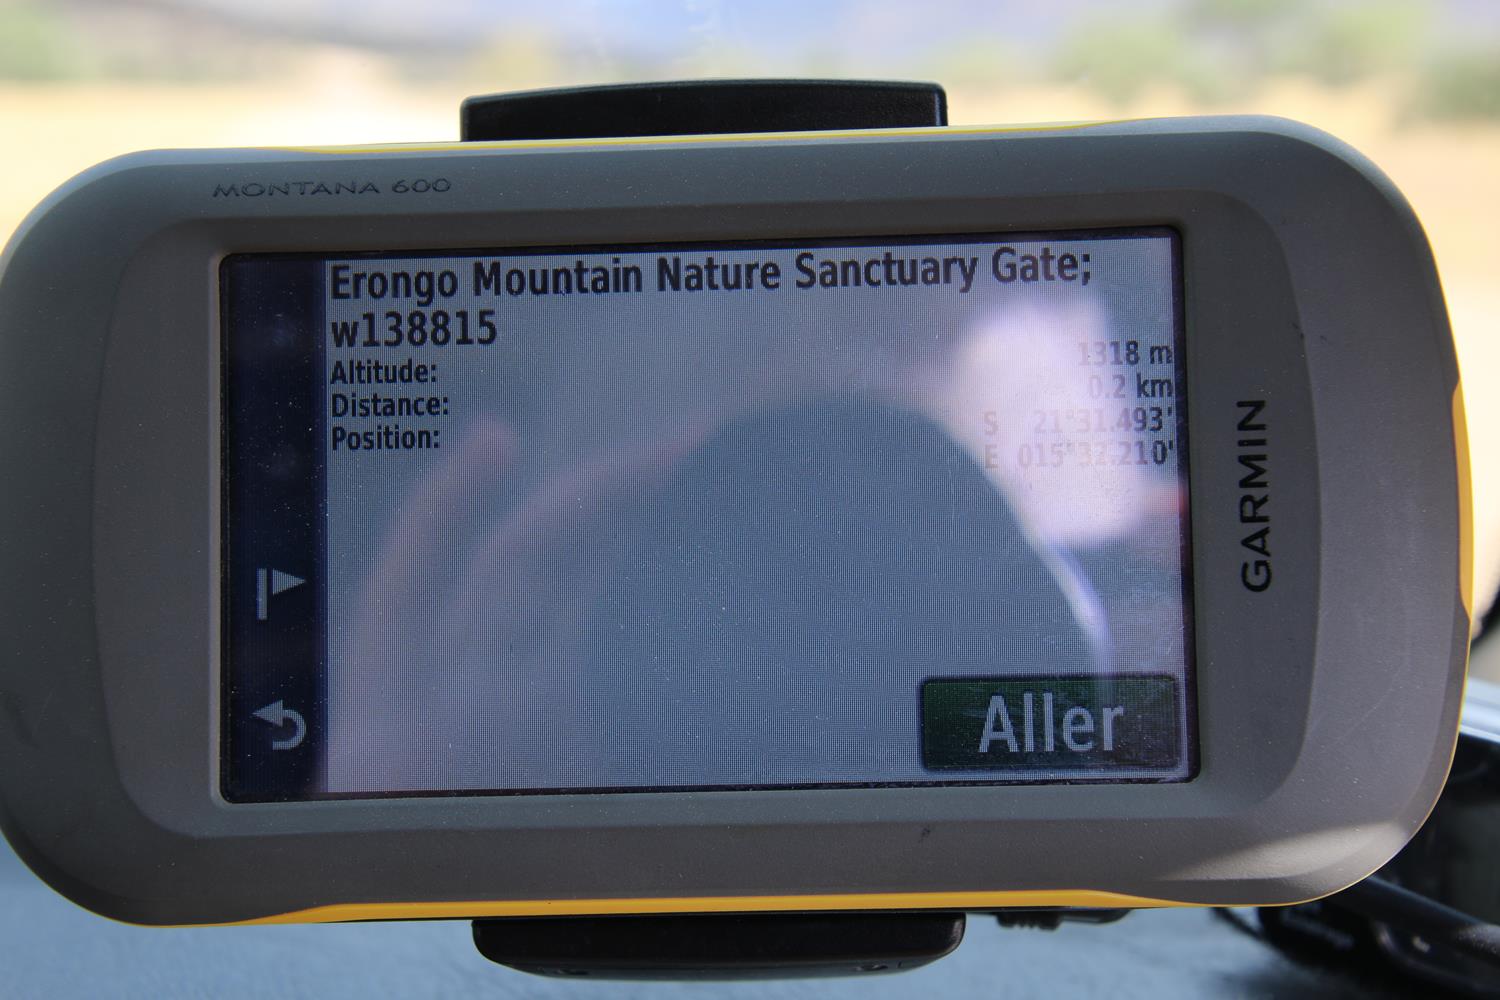 MONTANA 600
Erongo Mountain Nature Sanctuary Gate;
w138815
Altitude: 1318 m
Distance: 0.2 km
Position: S 21°31.493'
E 015°32.210'
Aller
GARMIN